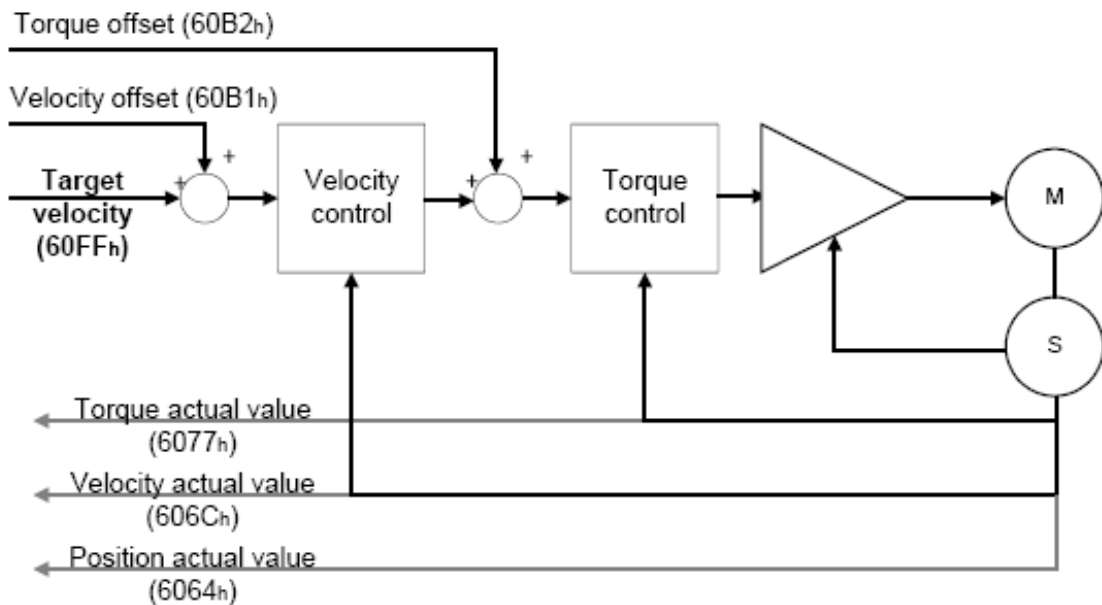 Torque offset (60B2h)
Velocity offset (60B1h)
+
+
Target
velocity
(60FFh)
Velocity
control
+
+
Torque
control
M
S
Torque actual value
(6077h)
Velocity actual value
(606Ch)
Position actual value
(6064h)